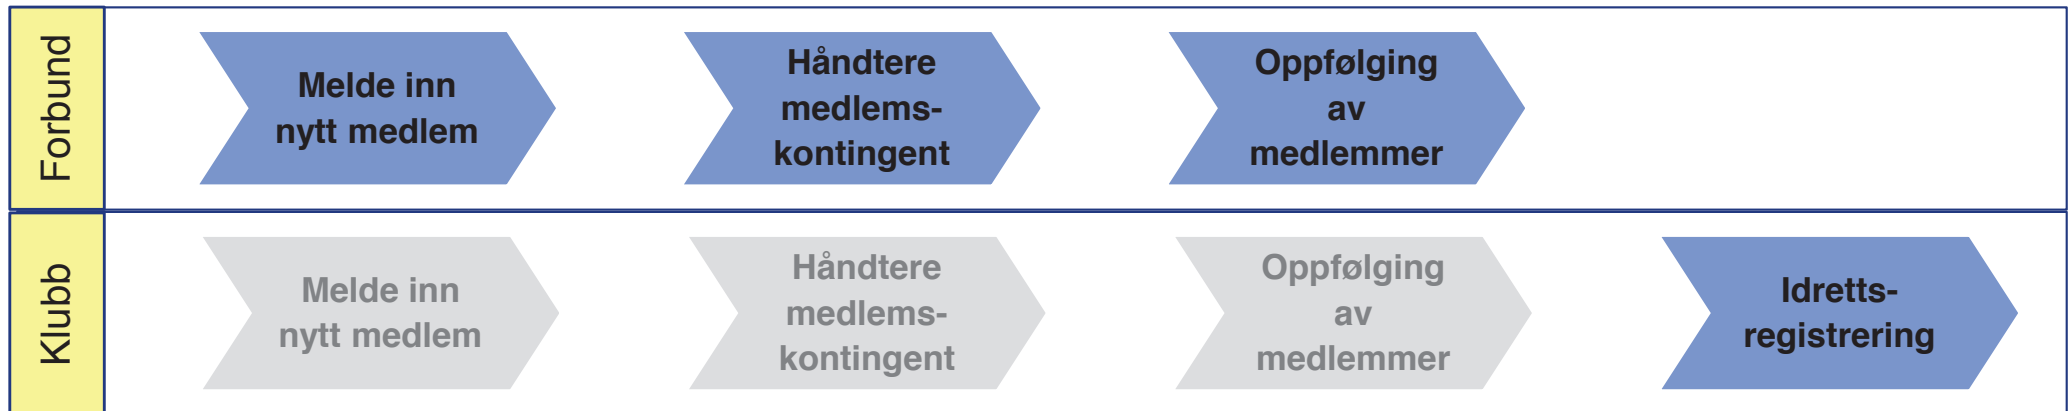 Forbund
Melde inn
nytt medlem
Håndtere
medlems-
kontingent
Oppfølging
av
medlemmer
Klubb
Melde inn
nytt medlem
Håndtere
medlems-
kontingent
Oppfølging
av
medlemmer
Idretts-
registrering